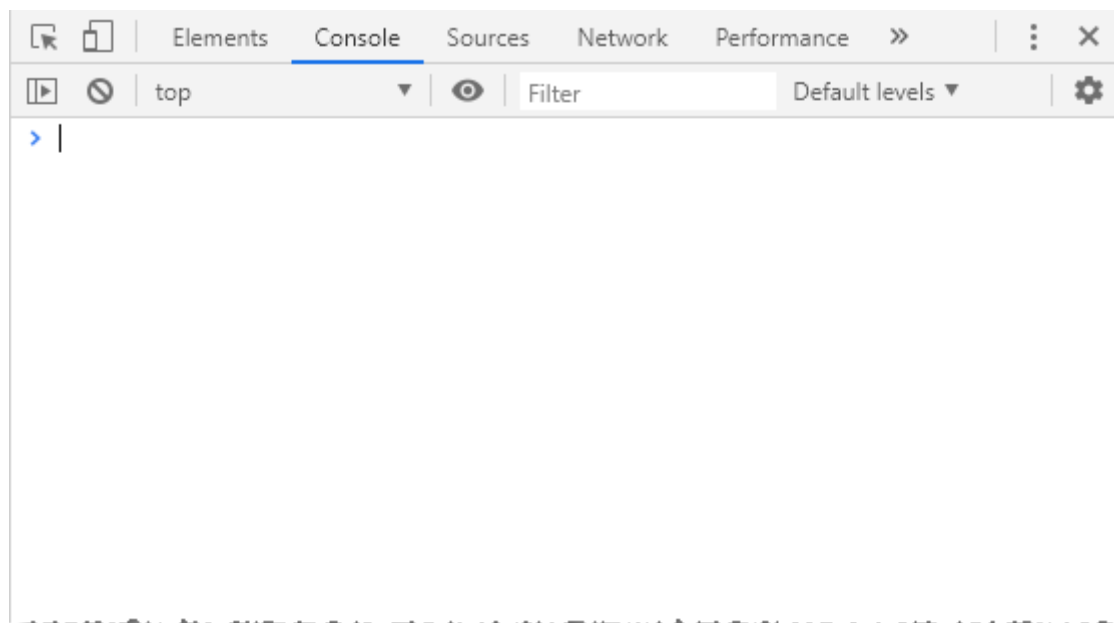 Elements Console Sources Network Performance »
top Filter Default levels